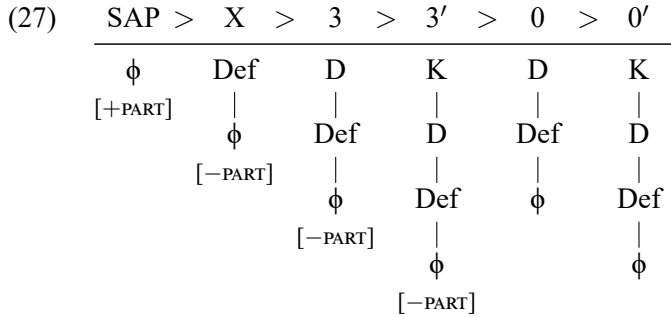 (27) SAP > X > 3 > 3′ > 0 > 0′
ϕ Def D K D K
[+PART] ϕ Def D Def D
[−PART] ϕ Def ϕ Def
[−PART] ϕ ϕ
[−PART]